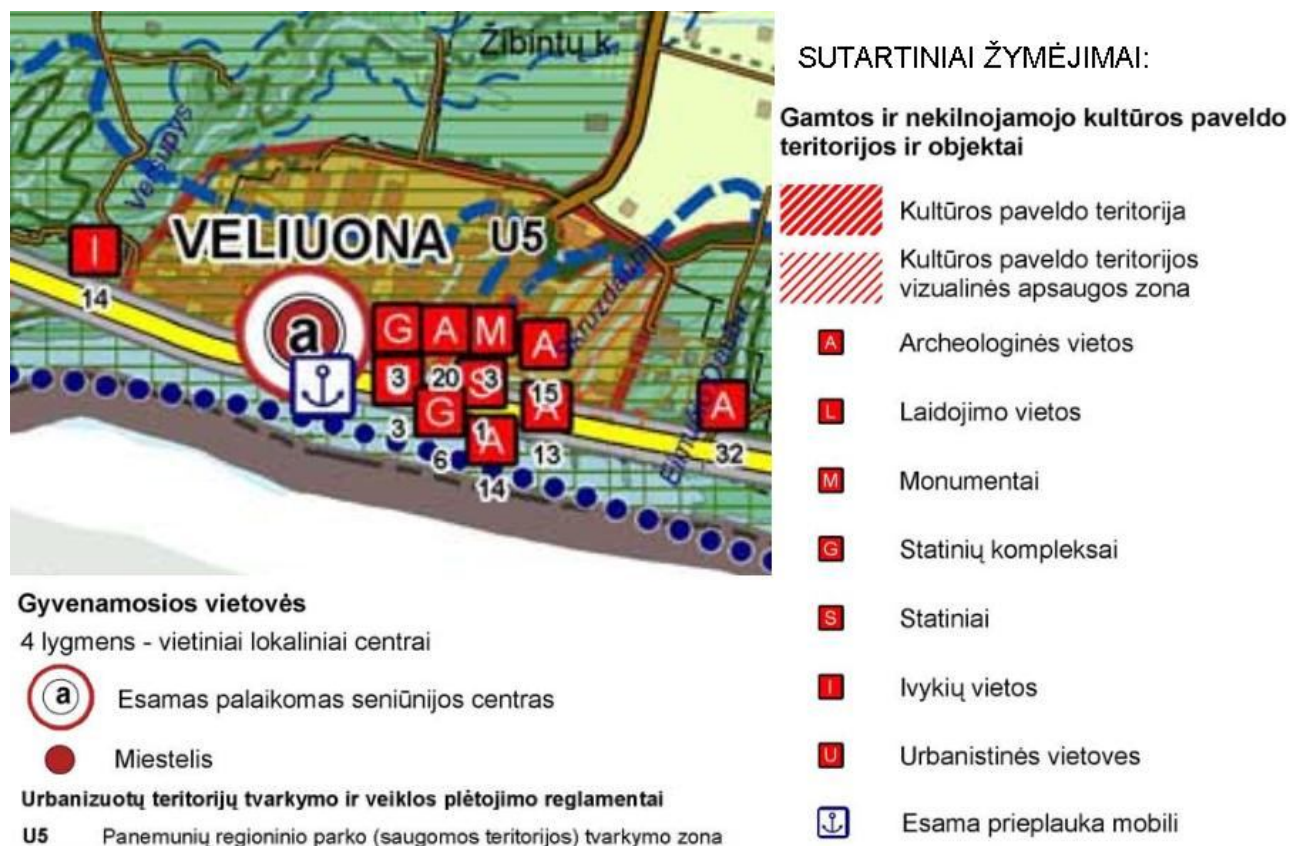 Žibintų k.
Veršupys
VELIUONA U5
I
14
a
G A M A
3 20 3 15
S A A
G
3 1
A
6 13 32
14
SUTARTINIAI ŽYMĖJIMAI:
Gamtos ir nekilnojamojo kultūros paveldo
teritorijos ir objektai
Kultūros paveldo teritorija
Kultūros paveldo teritorijos
vizualinės apsaugos zona
A Archeologinės vietos
L Laidojimo vietos
M Monumentai
G Statinių kompleksai
S Statiniai
I Ivykių vietos
U Urbanistinės vietoves
Esama prieplauka mobili
Gyvenamosios vietovės
4 lygmens - vietiniai lokaliniai centrai
a Esamas palaikomas seniūnijos centras
Miestelis
Urbanizuotų teritorijų tvarkymo ir veiklos plėtojimo reglamentai
U5 Panemunių regioninio parko (saugomos teritorijos) tvarkymo zona